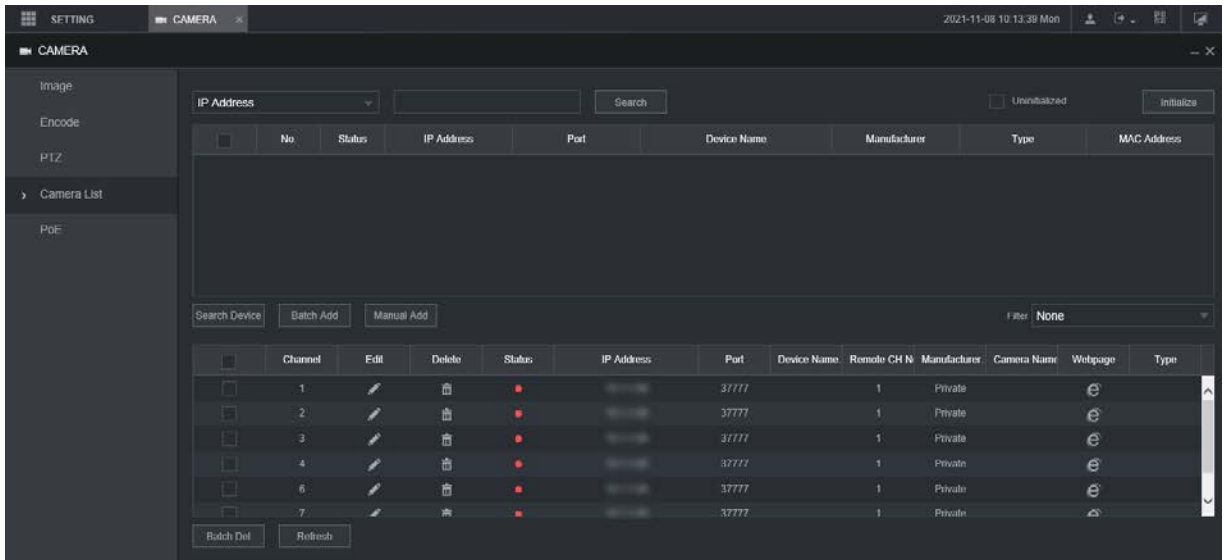 SETTING CAMERA × 2021-11-08 10:13:39 Mon
CAMERA
Image
Encode
PTZ
Camera List
PoE
IP Address Search Uninitialized Initialize
No. Status IP Address Port Device Name Manufacturer Type MAC Address
Search Device Batch Add Manual Add Filter None
Channel Edit Delete Status IP Address Port Device Name Remote CH N Manufacturer Camera Name Webpage Type
1 37777 1 Private
2 37777 1 Private
3 37777 1 Private
4 37777 1 Private
6 37777 1 Private
7 37777 1 Private
Batch Del Refresh